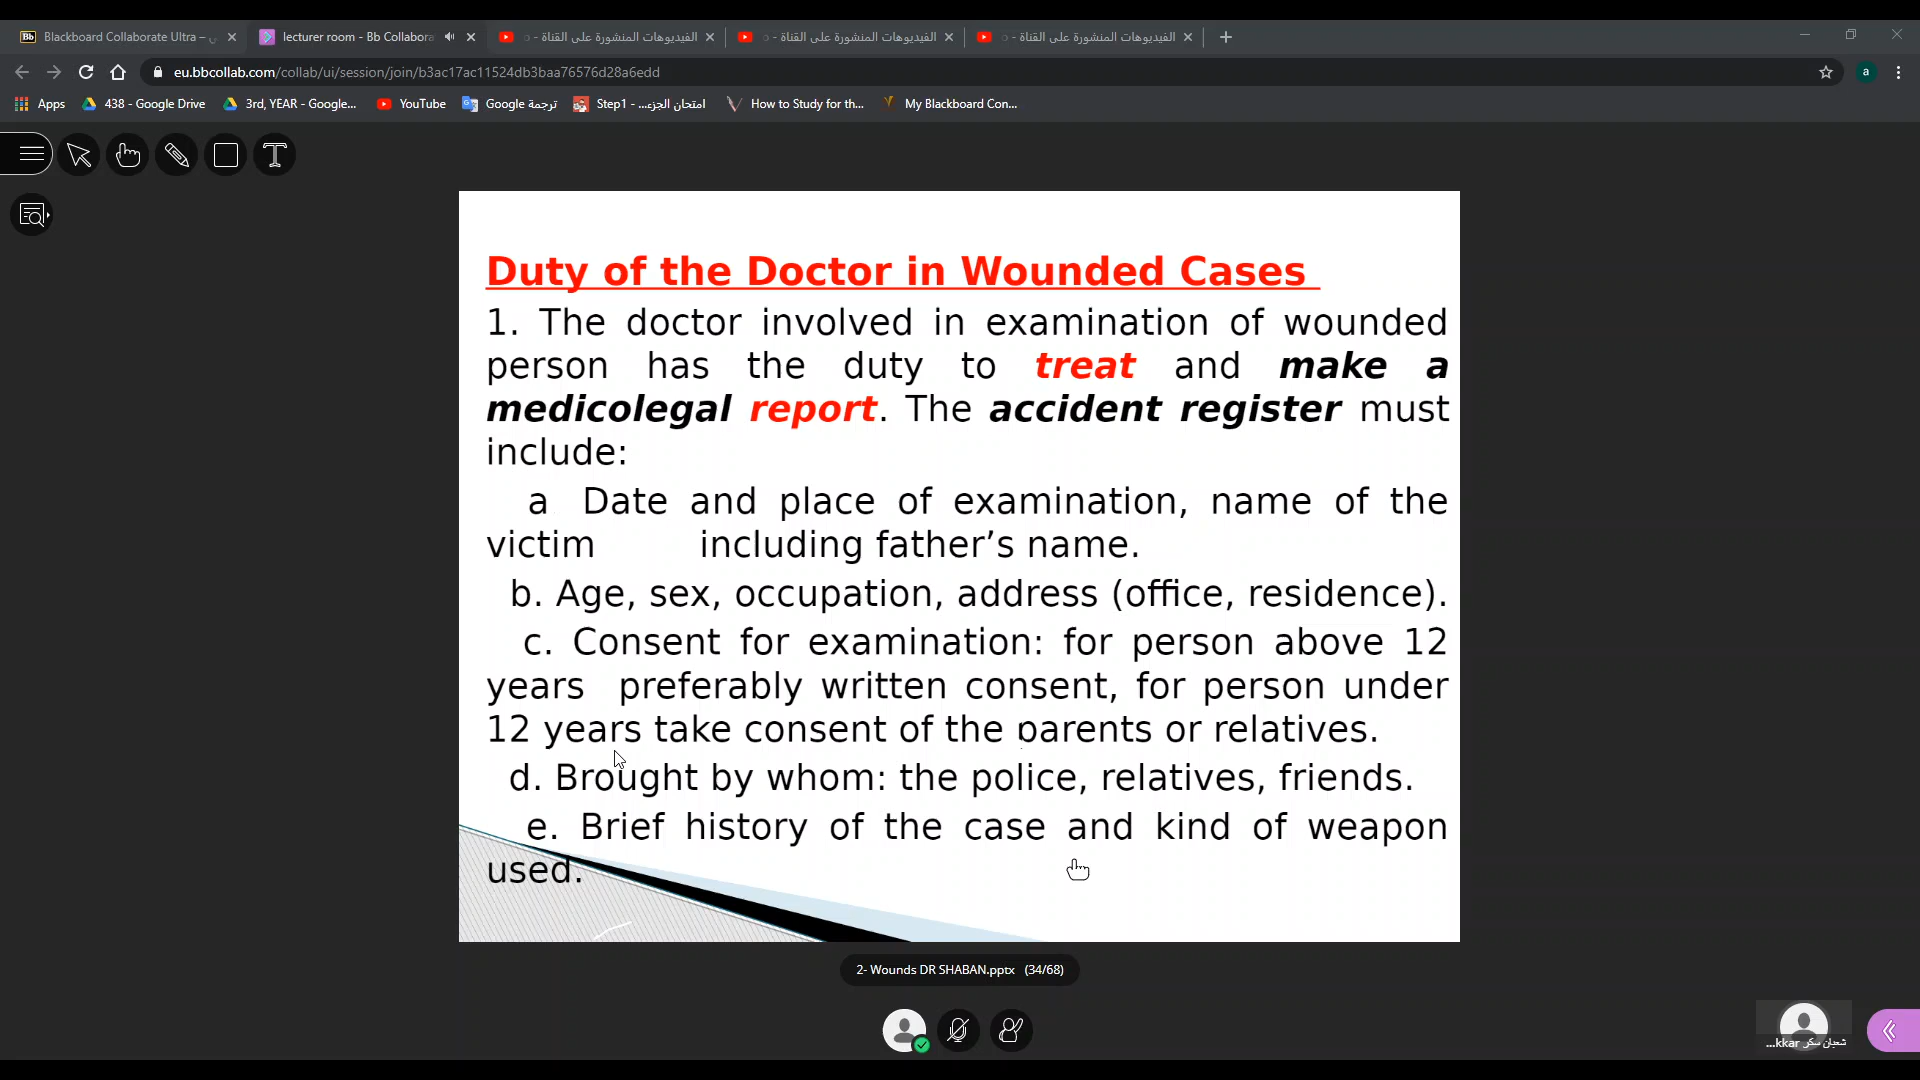 Blackboard Collaborate Ultra –
lecturer room - Bb Collabora
الفيديوهات المنشورة على القناة -
الفيديوهات المنشورة على القناة -
الفيديوهات المنشورة على القناة -
eu.bbcollab.com/collab/ui/session/join/b3ac17ac11524db3baa76576d28a6edd
a
Apps
438 - Google Drive
3rd, YEAR - Google...
YouTube
ترجمة Google
Step1 - ...امتحان الجزء
How to Study for th...
My Blackboard Con...
T
Duty of the Doctor in Wounded Cases
1. The doctor involved in examination of wounded
person has the duty to treat and make a
medicolegal report. The accident register must
include:
a Date and place of examination, name of the
victim including father’s name.
b. Age, sex, occupation, address (office, residence).
c. Consent for examination: for person above 12
years preferably written consent, for person under
12 years take consent of the parents or relatives.
d. Brought by whom: the police, relatives, friends.
e. Brief history of the case and kind of weapon
used.
2- Wounds DR SHABAN.pptx (34/68)
شعبان سكر kkar...